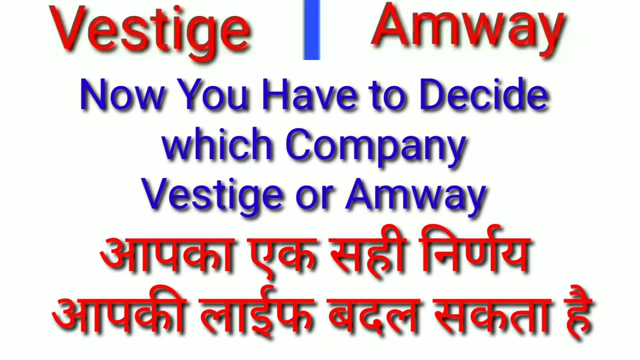 Vestige | Amway
Now You Have to Decide
which Company
Vestige or Amway
आपका एक सही निर्णय
आपकी लाईफ बदल सकता है